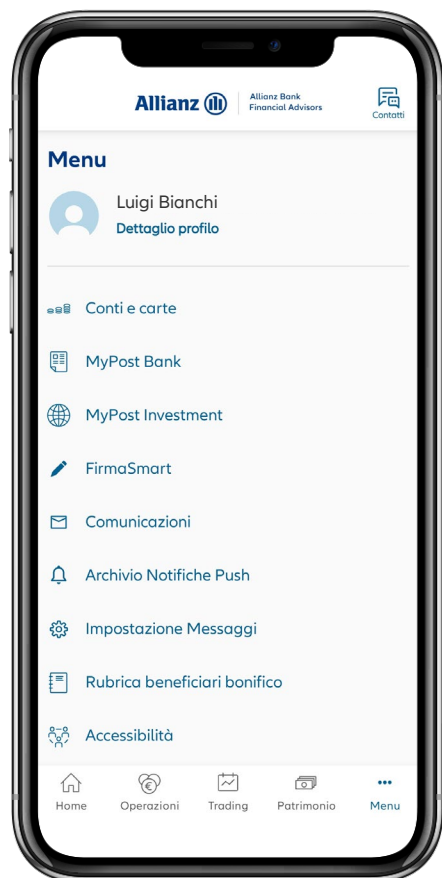 Allianz
Allianz Bank
Financial Advisors
Contatti
Menu
Luigi Bianchi
Dettaglio profilo
Conti e carte
MyPost Bank
MyPost Investment
FirmaSmart
Comunicazioni
Archivio Notifiche Push
Impostazione Messaggi
Rubrica beneficiari bonifico
Accessibilità
Home
Operazioni
Trading
Patrimonio
Menu